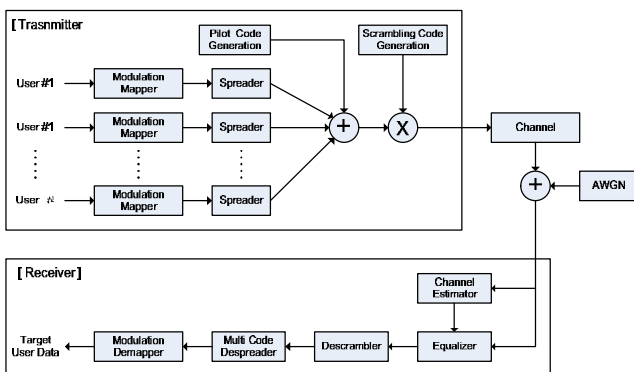 [ Trasnmitter
Pilot Code
Generation
Scrambling Code
Generation
User #1
Modulation
Mapper
Spreader
User #1
Modulation
Mapper
Spreader
+
X
Channel
User
Modulation
Mapper
Spreader
+
AWGN
[ Receiver]
Channel
Estimator
Target
User Data
Modulation
Demapper
Multi Code
Despreader
Descrambler
Equalizer